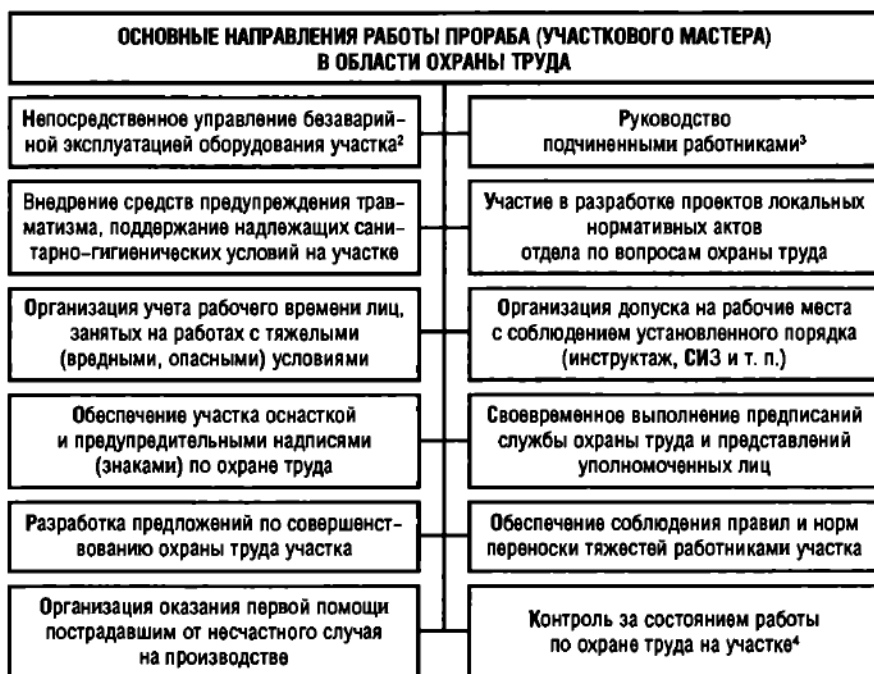 ОСНОВНЫЕ НАПРАВЛЕНИЯ РАБОТЫ ПРОРАБА (УЧАСТКОВОГО МАСТЕРА)
В ОБЛАСТИ ОХРАНЫ ТРУДА
Непосредственное управление безаварий-
ной эксплуатацией оборудования участка²
Руководство
подчиненными работниками³
Внедрение средств предупреждения трав-
матизма, поддержание надлежащих сани-
тарно-гигиенических условий на участке
Участие в разработке проектов локальных
нормативных актов
отдела по вопросам охраны труда
Организация учета рабочего времени лиц,
занятых на работах с тяжелыми
(вредными, опасными) условиями
Организация допуска на рабочие места
с соблюдением установленного порядка
(инструктаж, СИЗ и т. п.)
Обеспечение участка оснасткой
и предупредительными надписями
(знаками) по охране труда
Своевременное выполнение предписаний
службы охраны труда и представлений
уполномоченных лиц
Разработка предложений по совершенст-
вованию охраны труда участка
Обеспечение соблюдения правил и норм
переноски тяжестей работниками участка
Организация оказания первой помощи
пострадавшим от несчастного случая
на производстве
Контроль за состоянием работы
по охране труда на участке⁴